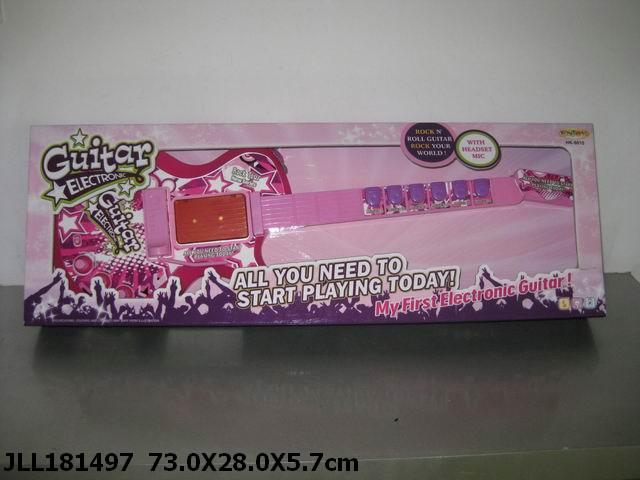 Guitar
ELECTRONIC
ROCK N'
ROLL GUITAR
ROCK YOUR
WORLD !
WITH
HEADSET
MIC
Guitar
ELECTRONIC
ALL YOU NEED TO
START PLAYING TODAY!
My First Electronic Guitar !
JLL181497 73.0X28.0X5.7cm